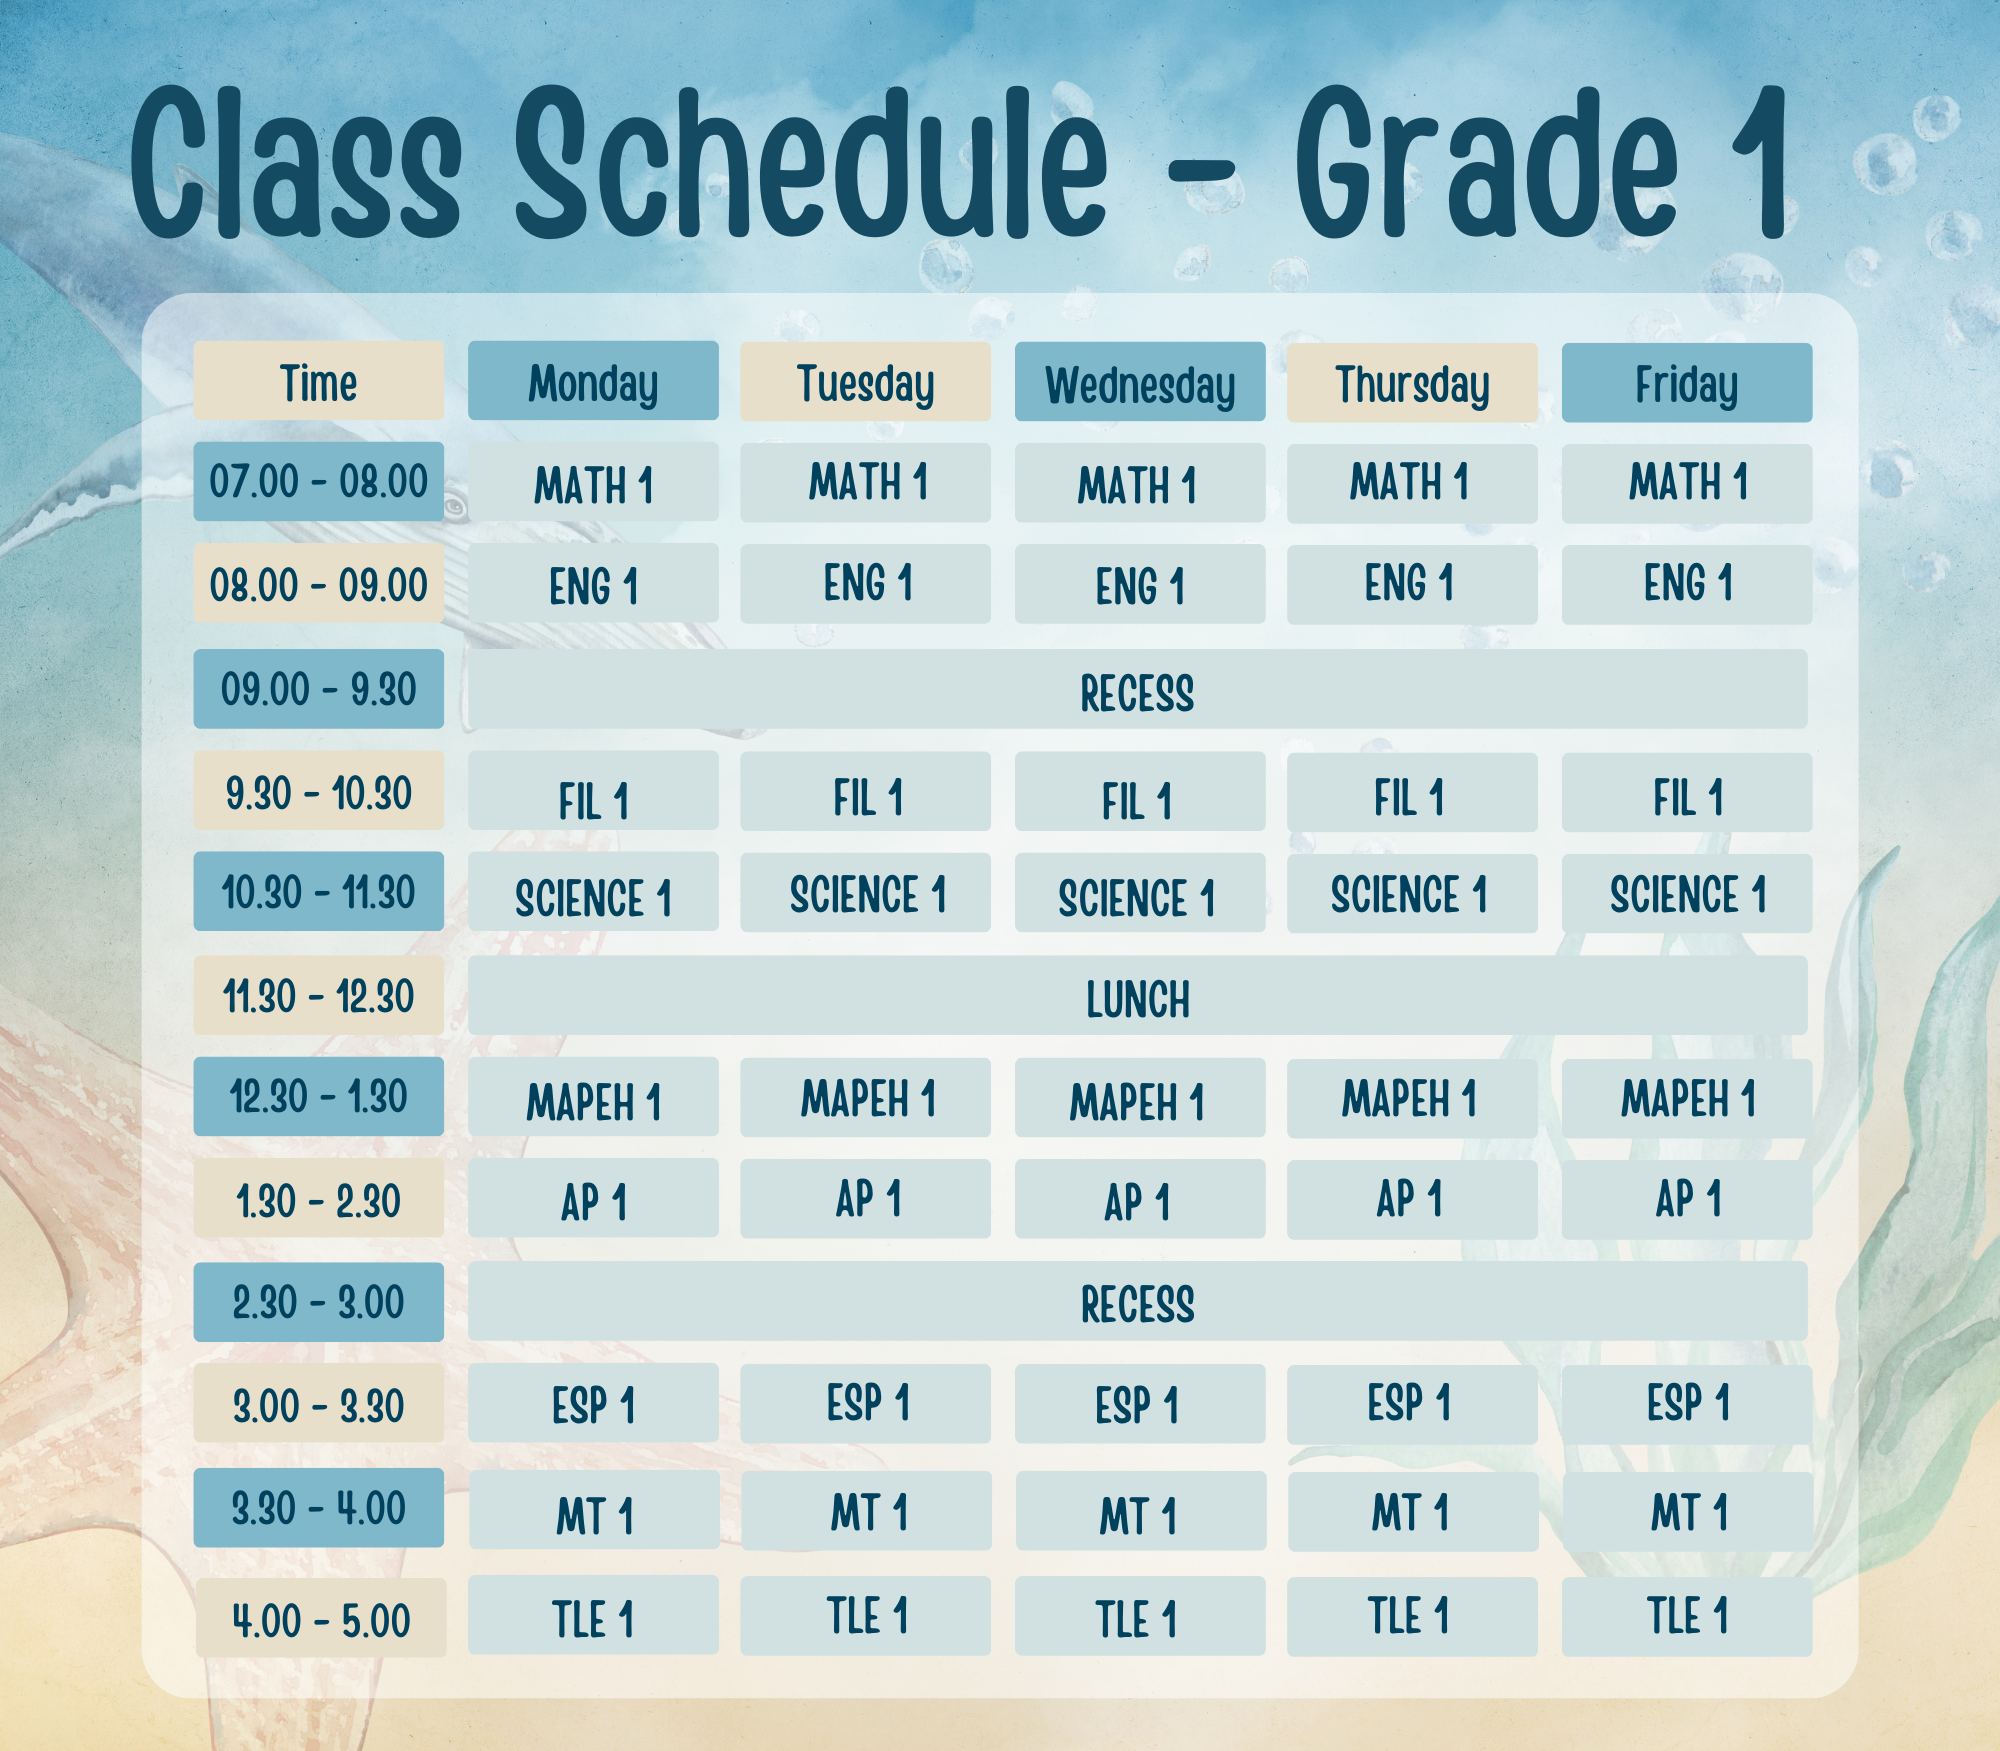 Class Schedule - Grade 1
Time Monday Tuesday Wednesday Thursday Friday
07.00 - 08.00 MATH 1 MATH 1 MATH 1 MATH 1 MATH 1
08.00 - 09.00 ENG 1 ENG 1 ENG 1 ENG 1 ENG 1
09.00 - 9.30 RECESS
9.30 - 10.30 FIL 1 FIL 1 FIL 1 FIL 1 FIL 1
10.30 - 11.30 SCIENCE 1 SCIENCE 1 SCIENCE 1 SCIENCE 1 SCIENCE 1
11.30 - 12.30 LUNCH
12.30 - 1.30 MAPEH 1 MAPEH 1 MAPEH 1 MAPEH 1 MAPEH 1
1.30 - 2.30 AP 1 AP 1 AP 1 AP 1 AP 1
2.30 - 3.00 RECESS
3.00 - 3.30 ESP 1 ESP 1 ESP 1 ESP 1 ESP 1
3.30 - 4.00 MT 1 MT 1 MT 1 MT 1 MT 1
4.00 - 5.00 TLE 1 TLE 1 TLE 1 TLE 1 TLE 1